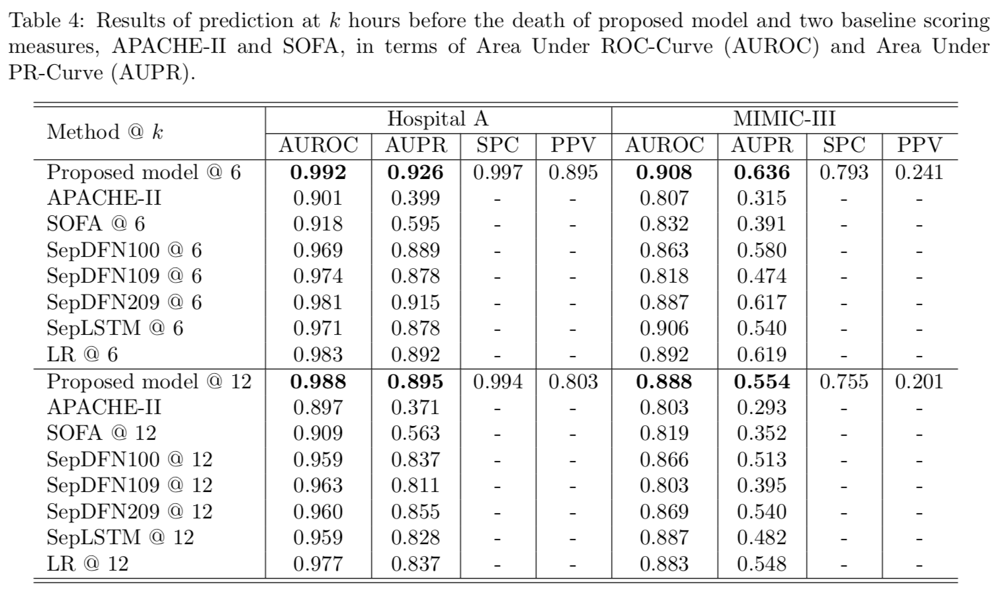 Table 4: Results of prediction at k hours before the death of proposed model and two baseline scoring
measures, APACHE-II and SOFA, in terms of Area Under ROC-Curve (AUROC) and Area Under
PR-Curve (AUPR).
Method @ k Hospital A MIMIC-III
AUROC AUPR SPC PPV AUROC AUPR SPC PPV
Proposed model @ 6 0.992 0.926 0.997 0.895 0.908 0.636 0.793 0.241
APACHE-II 0.901 0.399 - - 0.807 0.315 - -
SOFA @ 6 0.918 0.595 - - 0.832 0.391 - -
SepDFN100 @ 6 0.969 0.889 - - 0.863 0.580 - -
SepDFN109 @ 6 0.974 0.878 - - 0.818 0.474 - -
SepDFN209 @ 6 0.981 0.915 - - 0.887 0.617 - -
SepLSTM @ 6 0.971 0.878 - - 0.906 0.540 - -
LR @ 6 0.983 0.892 - - 0.892 0.619 - -
Proposed model @ 12 0.988 0.895 0.994 0.803 0.888 0.554 0.755 0.201
APACHE-II 0.897 0.371 - - 0.803 0.293 - -
SOFA @ 12 0.909 0.563 - - 0.819 0.352 - -
SepDFN100 @ 12 0.959 0.837 - - 0.866 0.513 - -
SepDFN109 @ 12 0.963 0.811 - - 0.803 0.395 - -
SepDFN209 @ 12 0.960 0.855 - - 0.869 0.540 - -
SepLSTM @ 12 0.959 0.828 - - 0.887 0.482 - -
LR @ 12 0.977 0.837 - - 0.883 0.548 - -